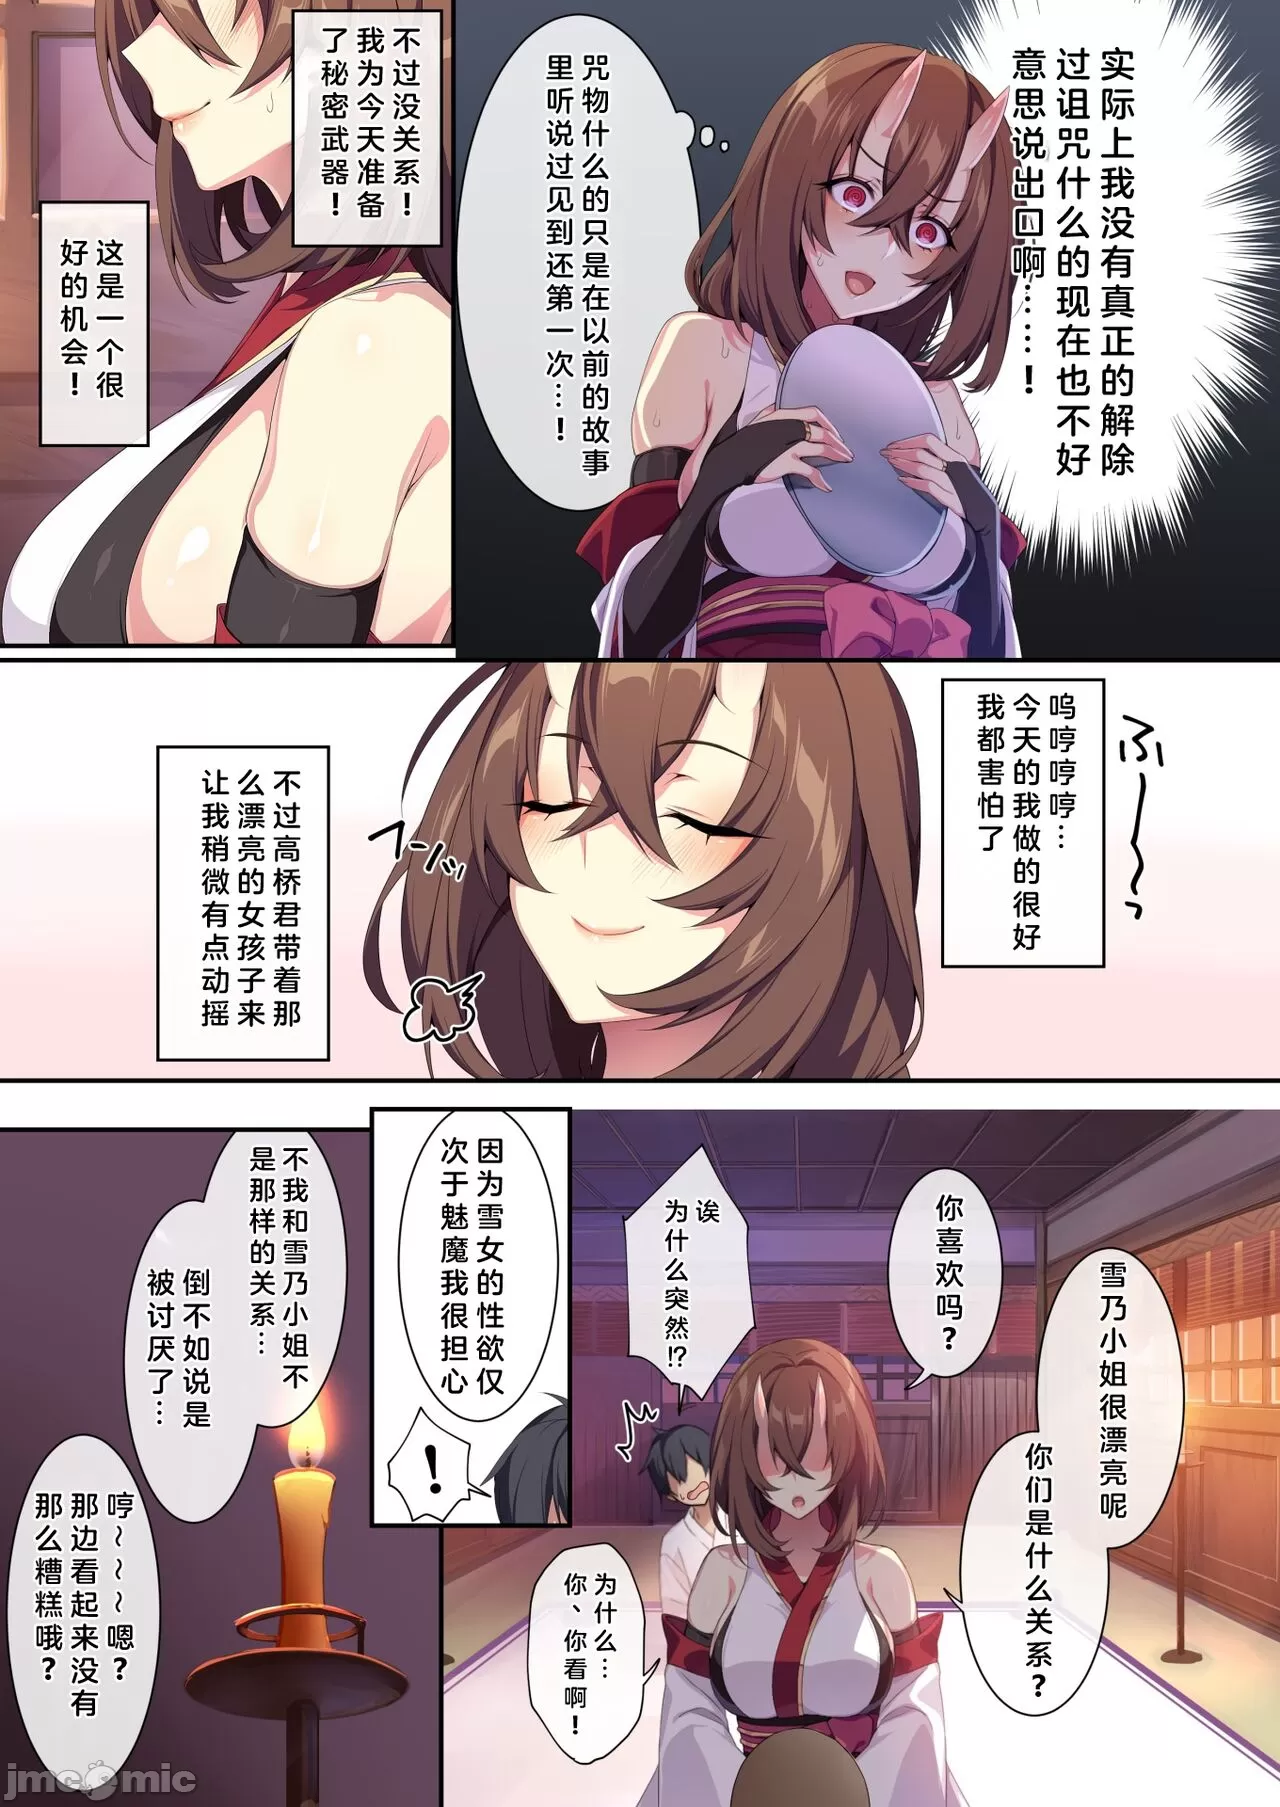 实际上我没有真正的解除
过诅咒什么的现在也不好
意思说出口啊……！
咒物什么的只是在以前的故事
里听说过见到还第一次…！
不过没关系！
我为今天准备
了秘密武器！
这是一个很
好的机会！
ふ〜〜
呜哼哼哼…
今天的我做的很好
我都害怕了
フーンッ
不过高桥君带着那
么漂亮的女孩子来
让我稍微有点动摇
雪乃小姐很漂亮呢
你们是什么关系？
你喜欢吗？
诶
为什么突然!?
为什么…
你、你看啊！
因为雪女的性欲仅
次于魅魔我很担心
！
不我和雪乃小姐不
是那样的关系…
倒不如说是
被讨厌了…
哼～～～嗯？
那边看起来没有
那么糟糕哦？
jmcomic